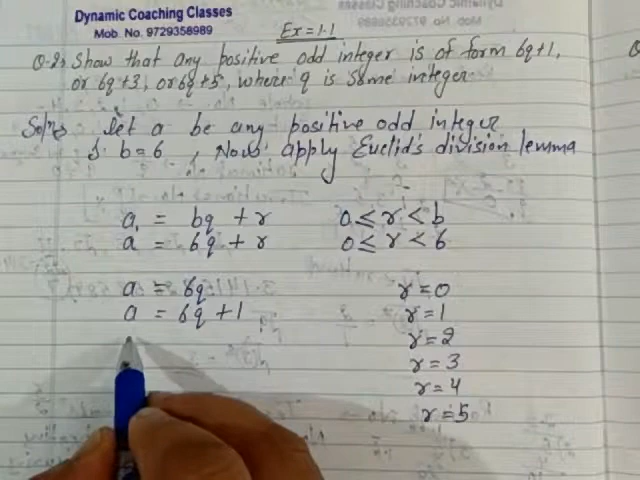 Dynamic Coaching Classes
Mob. No. 9729358989
Ex = 1.1
Q.2, Show that any positive odd integer is of form 6q+1,
or 6q+3, or 6q+5, where q is some integer.
Let a be any positive odd integer
& b=6, Now apply Euclid's division lemma
a = bq + r 0 ≤ r < b
a = 6q + r 0 ≤ r < 6
a = 6q r=0
a = 6q +1 r=1
r=2
r=3
r=4
r=5